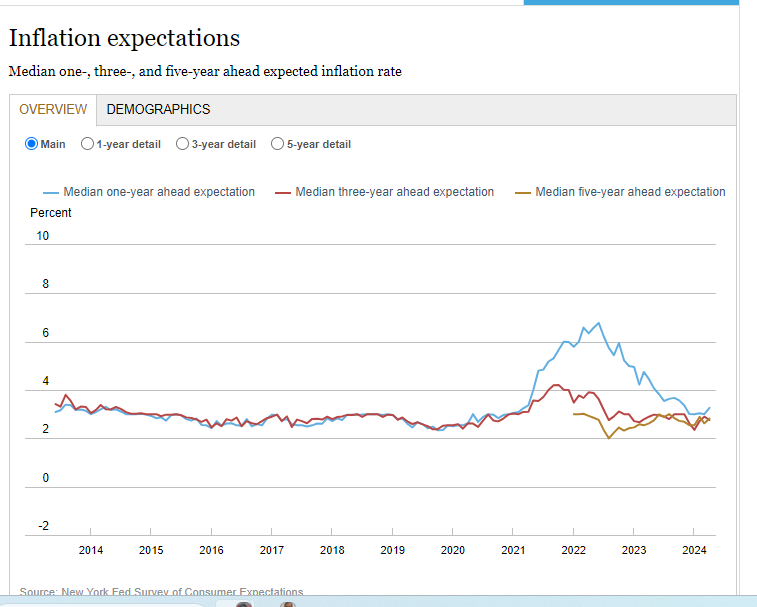 Inflation expectations
Median one-, three-, and five-year ahead expected inflation rate
OVERVIEW DEMOGRAPHICS
Main 1-year detail 3-year detail 5-year detail
Median one-year ahead expectation Median three-year ahead expectation Median five-year ahead expectation
Percent
10
8
6
4
2
0
-2
2014 2015 2016 2017 2018 2019 2020 2021 2022 2023 2024
Source: New York Fed Survey of Consumer Expectations